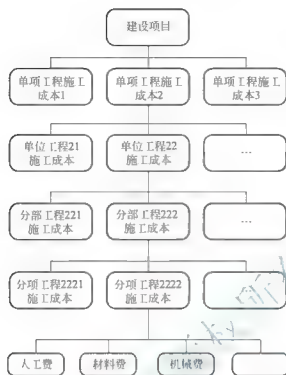 建设项目
单项工程施工
成本1
单项工程施工
成本2
单项工程施工
成本3
单位工程21
施工成本
单位工程22
施工成本
...
分部工程221
施工成本
分部工程222
施工成本
...
分项工程2221
施工成本
分项工程2222
施工成本
人工费
材料费
机械费